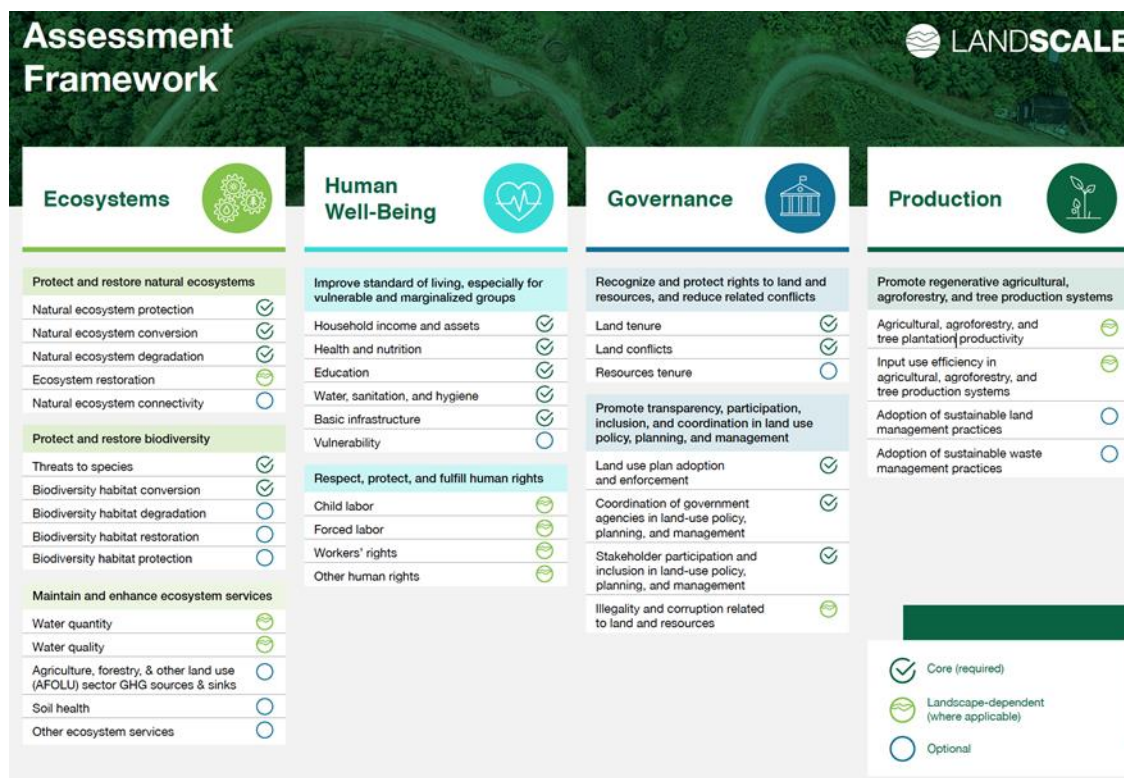 Assessment
Framework
LANDSCALE
Ecosystems
Protect and restore natural ecosystems
Natural ecosystem protection
Natural ecosystem conversion
Natural ecosystem degradation
Ecosystem restoration
Natural ecosystem connectivity
Protect and restore biodiversity
Threats to species
Biodiversity habitat conversion
Biodiversity habitat degradation
Biodiversity habitat restoration
Biodiversity habitat protection
Maintain and enhance ecosystem services
Water quantity
Water quality
Agriculture, forestry, & other land use
(AFOLU) sector GHG sources & sinks
Soil health
Other ecosystem services
Human
Well-Being
Improve standard of living, especially for
vulnerable and marginalized groups
Household income and assets
Health and nutrition
Education
Water, sanitation, and hygiene
Basic infrastructure
Vulnerability
Respect, protect, and fulfill human rights
Child labor
Forced labor
Workers' rights
Other human rights
Governance
Recognize and protect rights to land and
resources, and reduce related conflicts
Land tenure
Land conflicts
Resources tenure
Promote transparency, participation,
inclusion, and coordination in land use
policy, planning, and management
Land use plan adoption
and enforcement
Coordination of government
agencies in land-use policy,
planning, and management
Stakeholder participation and
inclusion in land-use policy,
planning, and management
Illegality and corruption related
to land and resources
Production
Promote regenerative agricultural,
agroforestry, and tree production systems
Agricultural, agroforestry, and
tree plantation productivity
Input use efficiency in
agricultural, agroforestry, and
tree production systems
Adoption of sustainable land
management practices
Adoption of sustainable waste
management practices
Core (required)
Landscape-dependent
(where applicable)
Optional